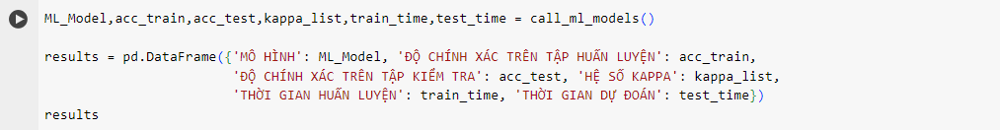 ML_Model,acc_train,acc_test,kappa_list,train_time,test_time = call_ml_models()
results = pd.DataFrame({'MÔ HÌNH': ML_Model, 'ĐỘ CHÍNH XÁC TRÊN TẬP HUẤN LUYỆN': acc_train,
'ĐỘ CHÍNH XÁC TRÊN TẬP KIỂM TRA': acc_test, 'HỆ SỐ KAPPA': kappa_list,
'THỜI GIAN HUẤN LUYỆN': train_time, 'THỜI GIAN DỰ ĐOÁN': test_time})
results